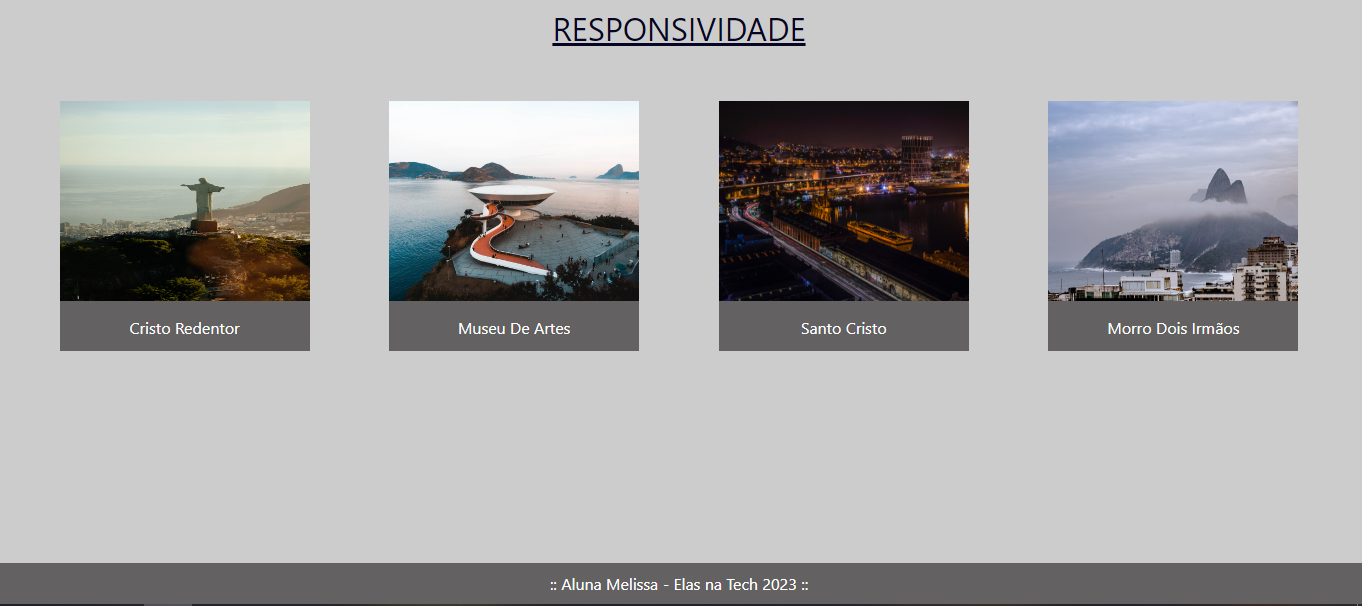 RESPONSIVIDADE
Cristo Redentor
Museu De Artes
Santo Cristo
Morro Dois Irmãos
:: Aluna Melissa - Elas na Tech 2023 ::